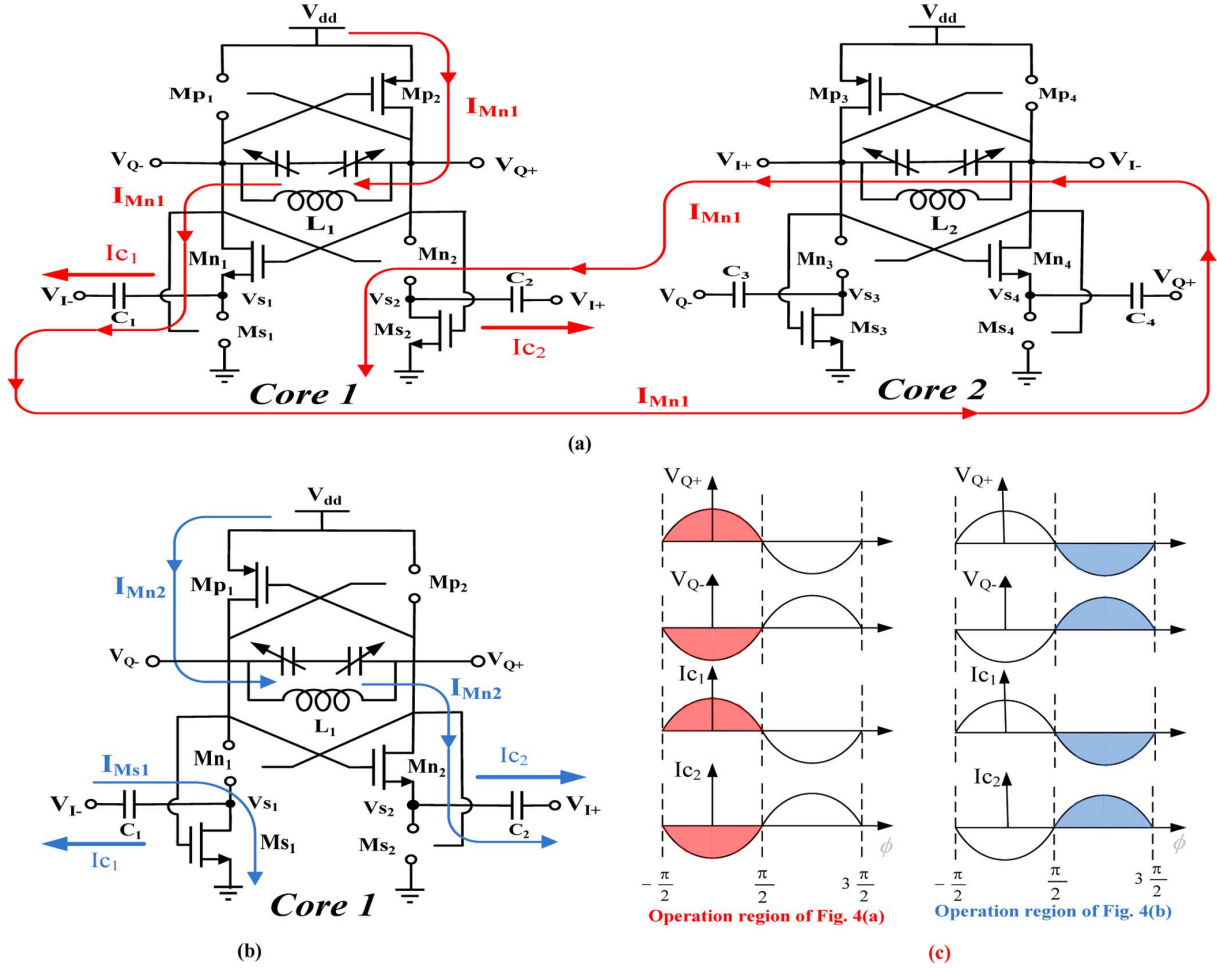 Vdd
Vdd
Mp1
Mp2
Mp3
Mp4
IMn1
VQ-
VQ+
VI+
VI-
IMn1
L1
IMn1
L2
Ic1
Mn1
Mn2
Mn3
Mn4
VI-
C1
Vs1
Vs2
C2
VI+
VQ-
C3
Vs3
Vs4
C4
VQ+
Ms1
Ms2
Ic2
Ms3
Ms4
Core 1
IMn1
Core 2
(a)
Vdd
IMn2
Mp1
Mp2
VQ-
VQ+
L1
IMn2
IMs1
Mn1
Mn2
Ic2
VI-
C1
Vs1
Vs2
C2
VI+
Ic1
Ms1
Ms2
Core 1
(b)
VQ+
VQ-
Ic1
Ic2
-π/2
π/2
3 π/2
Operation region of Fig. 4(a)
VQ+
VQ-
Ic1
Ic2
ϕ
ϕ
-π/2
π/2
3 π/2
Operation region of Fig. 4(b)
(c)